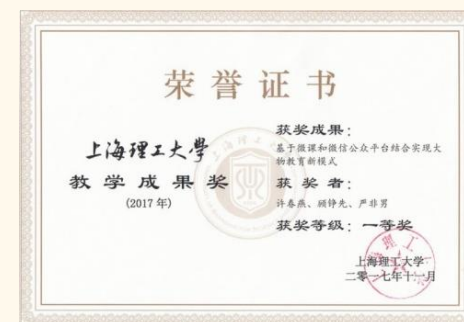 荣誉证书
上海理工大學
教学成果奖
(2017年)
获奖成果：
基于微课和微信公众平台结合实现大
物教育新模式
获奖者：
许春燕、顾铮先、严非男
获奖等级：一等奖
上海理工大学
二零一七年十一月